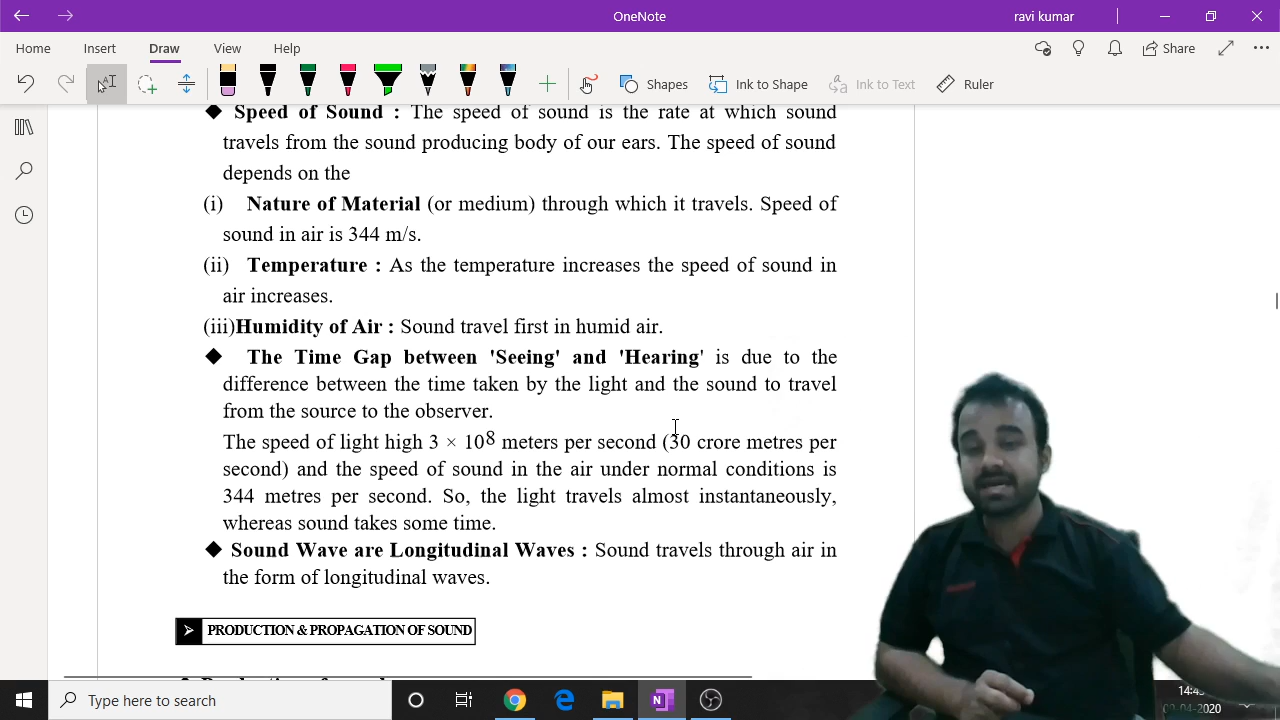 OneNote
ravi kumar
Home Insert Draw View Help
Share
Shapes
Ink to Shape
Ink to Text
Ruler
◆ Speed of Sound : The speed of sound is the rate at which sound
travels from the sound producing body of our ears. The speed of sound
depends on the
(i) Nature of Material (or medium) through which it travels. Speed of
sound in air is 344 m/s.
(ii) Temperature : As the temperature increases the speed of sound in
air increases.
(iii)Humidity of Air : Sound travel first in humid air.
◆ The Time Gap between 'Seeing' and 'Hearing' is due to the
difference between the time taken by the light and the sound to travel
from the source to the observer.
The speed of light high 3 × 10⁸ meters per second (30 crore metres per
second) and the speed of sound in the air under normal conditions is
344 metres per second. So, the light travels almost instantaneously,
whereas sound takes some time.
◆ Sound Wave are Longitudinal Waves : Sound travels through air in
the form of longitudinal waves.
➢ PRODUCTION & PROPAGATION OF SOUND
Type here to search